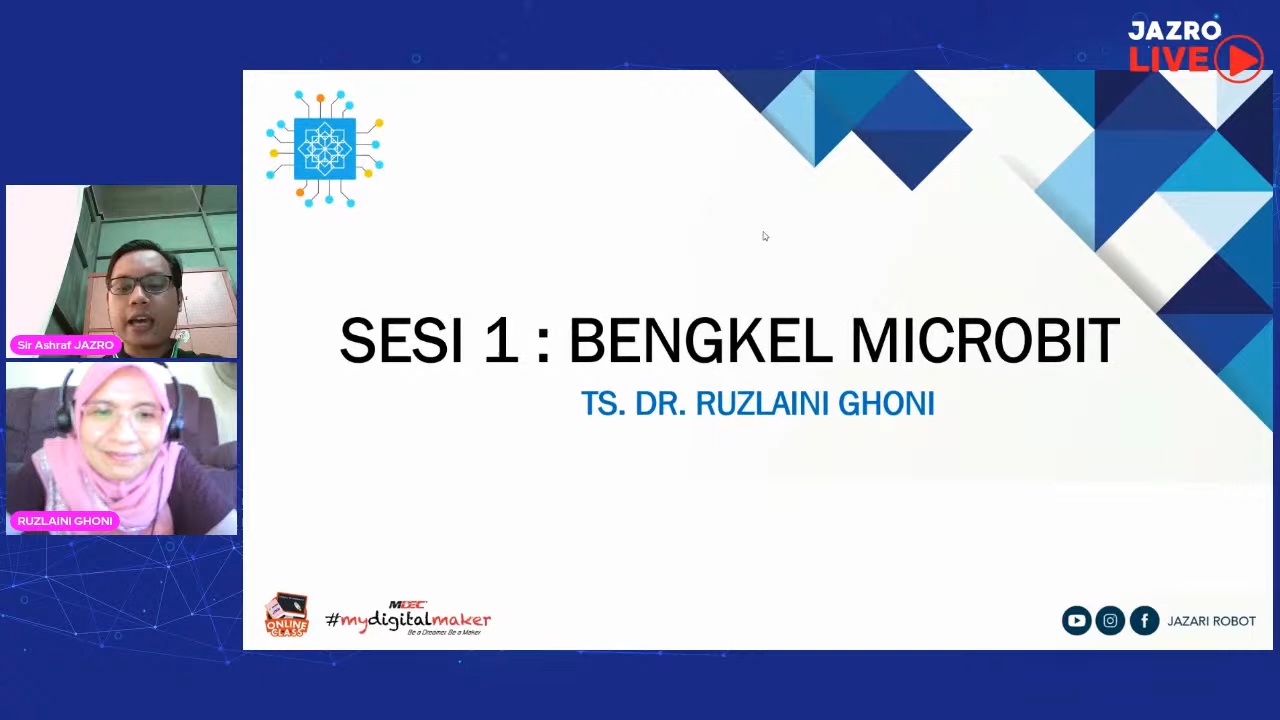 JAZRO
LIVE
Sir Ashraf JAZRO
RUZLAINI GHONI
SESI 1 : BENGKEL MICROBIT
TS. DR. RUZLAINI GHONI
ONLINE
CLASS
MDEC
#mydigitalmaker
Be a Dreamer. Be a Maker
JAZARI ROBOT